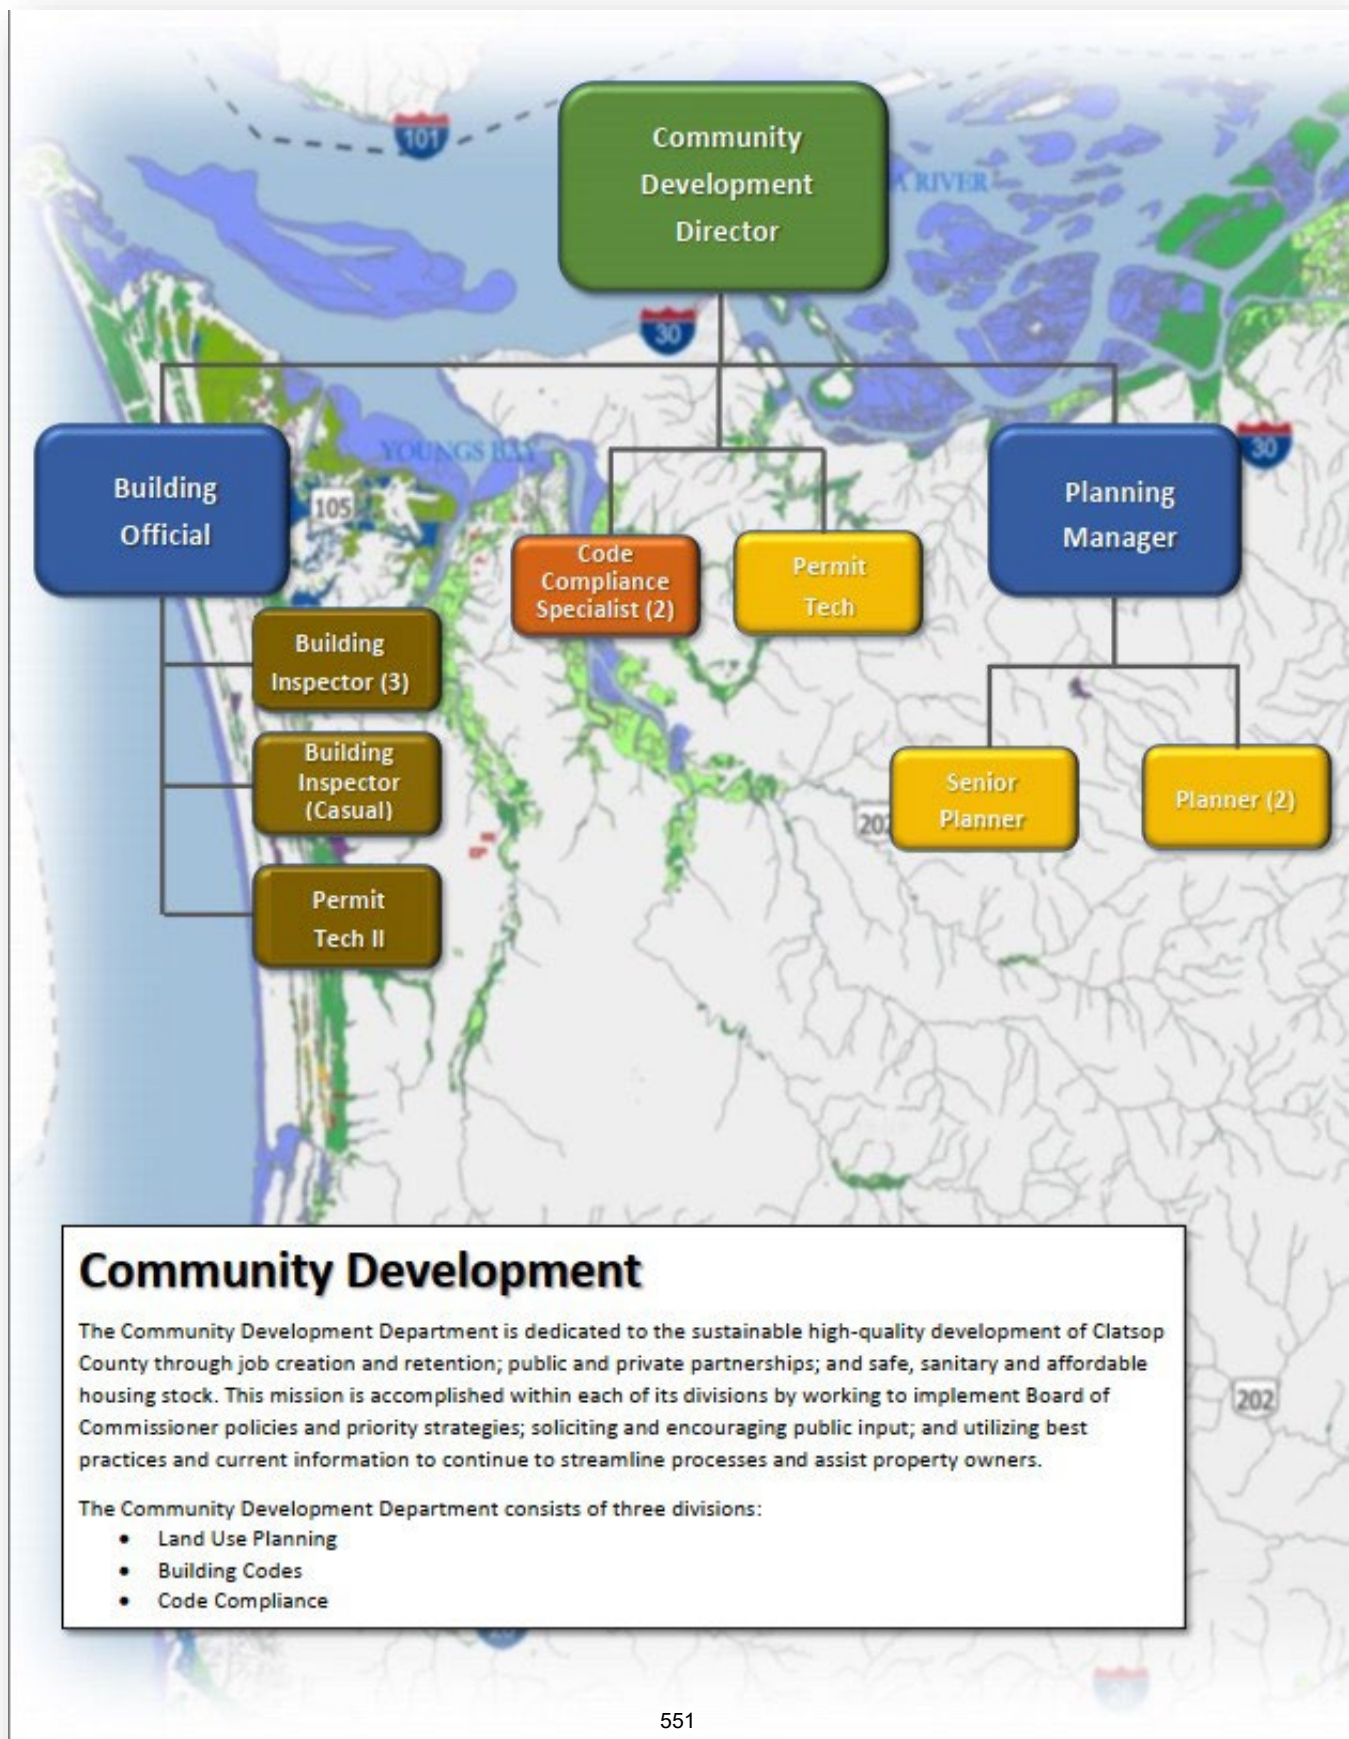 101
Community
Development
Director
A RIVER
30
YOUNGS BAY
105
30
Building
Official
Planning
Manager
Code
Compliance
Specialist (2)
Permit
Tech
Building
Inspector (3)
Building
Inspector
(Casual)
Permit
Tech II
Senior
Planner
Planner (2)
202
Community Development
The Community Development Department is dedicated to the sustainable high-quality development of Clatsop
County through job creation and retention; public and private partnerships; and safe, sanitary and affordable
housing stock. This mission is accomplished within each of its divisions by working to implement Board of
Commissioner policies and priority strategies; soliciting and encouraging public input; and utilizing best
practices and current information to continue to streamline processes and assist property owners.
The Community Development Department consists of three divisions:
• Land Use Planning
• Building Codes
• Code Compliance
202
551